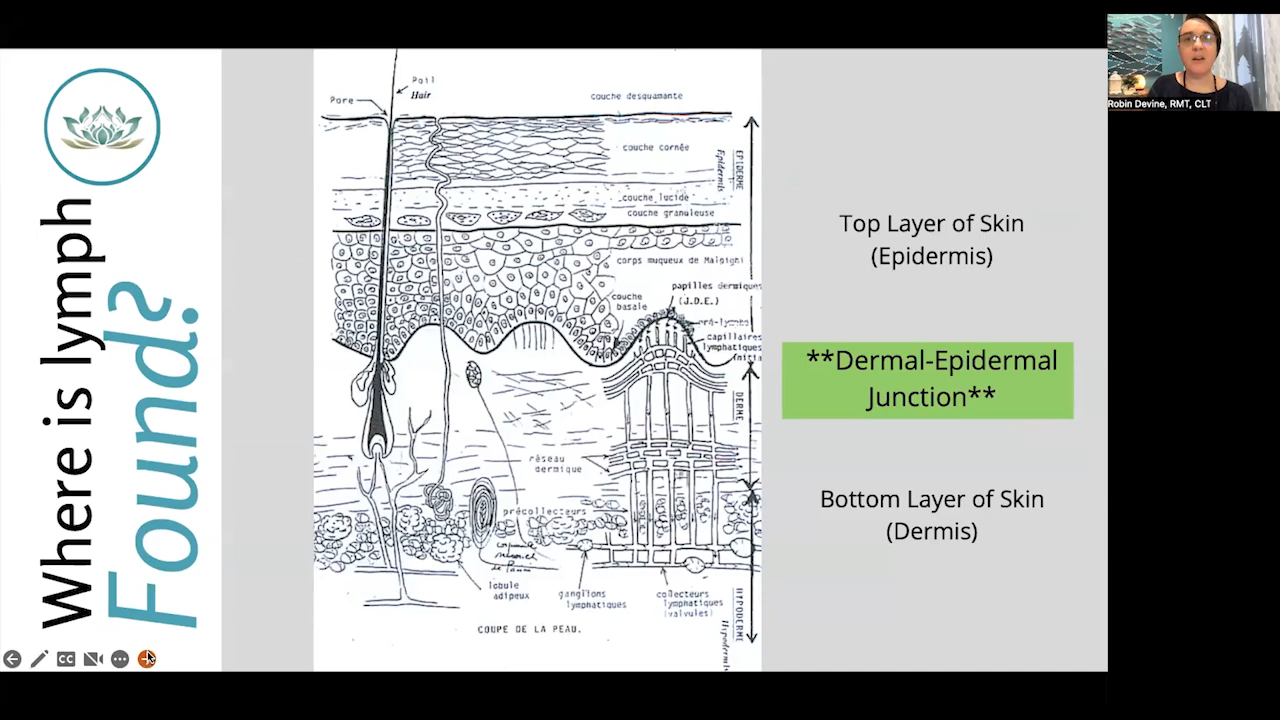 Where is lymph
Found?
Poil
Hair
Pore
couche desquamante
couche cornée
EPIDERME
Epidermis
couche lucide
couche granuleuse
corps muqueux de Malpighi
papilles dermiques
(J.D.E.)
couche
basale
pré-lymphe
capillaires
lymphatiques
DERME
réseau
dermique
précollecteurs
lobule
adipeux
ganglions
lymphatiques
collecteurs
lymphatiques
(valvules)
HYPODERME
COUPE DE LA PEAU.
Top Layer of Skin
(Epidermis)
**Dermal-Epidermal
Junction**
Bottom Layer of Skin
(Dermis)
Robin Devine, RMT, CLT
CC